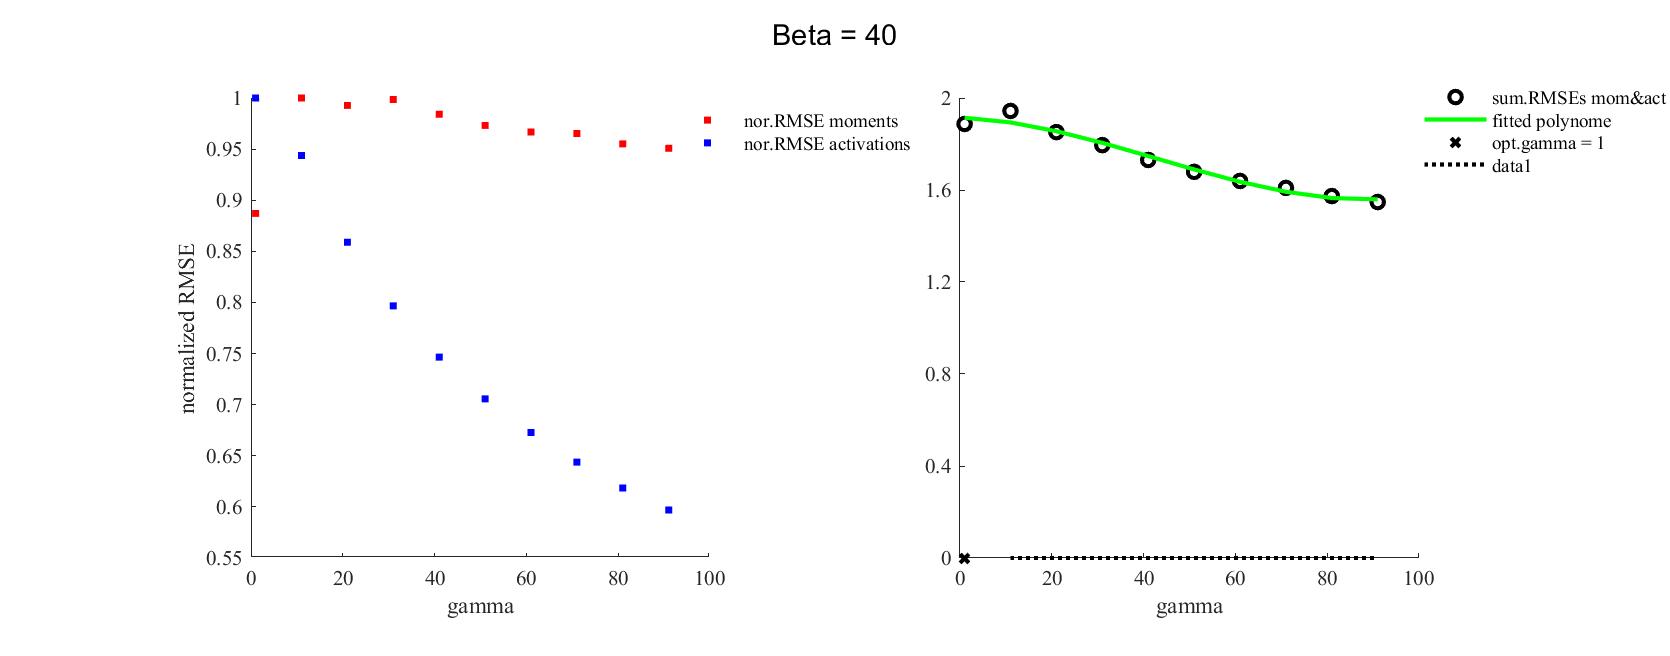 Beta = 40
1
0.95
0.9
0.85
0.8
0.75
0.7
0.65
0.6
0.55
normalized RMSE
0 20 40 60 80 100
gamma
nor.RMSE moments
nor.RMSE activations
2
1.6
1.2
0.8
0.4
0
0 20 40 60 80 100
gamma
sum.RMSEs mom&act
fitted polynome
opt.gamma = 1
data1